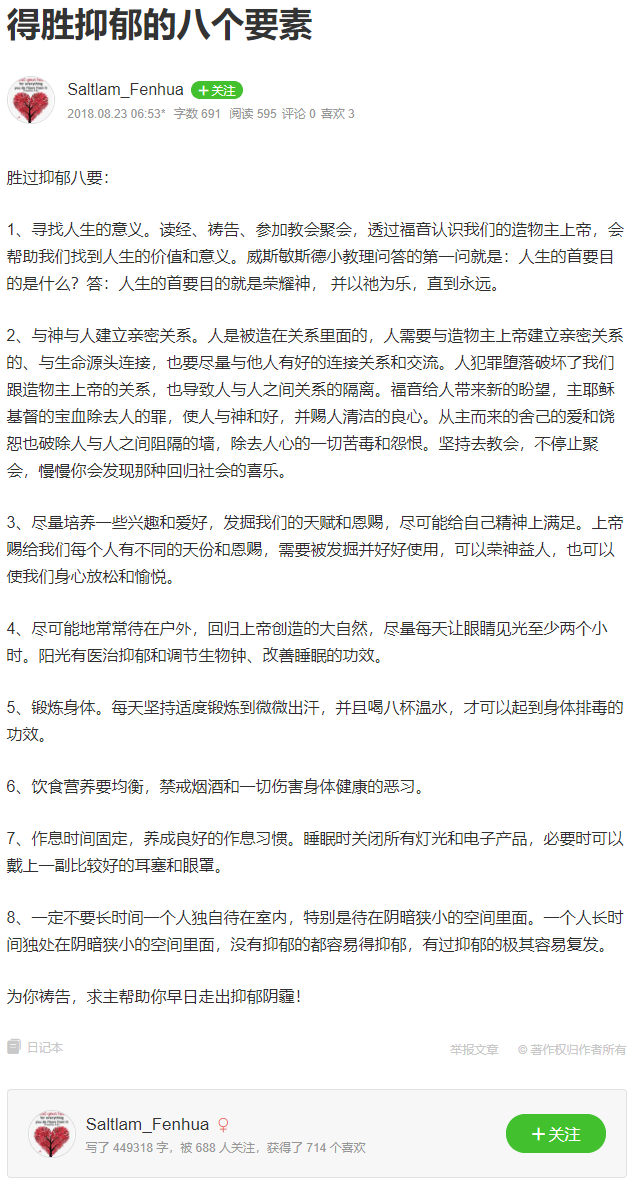 得胜抑郁的八个要素
Saltlam_Fenhua +关注
2018.08.23 06:53* 字数 691 阅读 595 评论 0 喜欢 3
胜过抑郁八要：
1、寻找人生的意义。读经、祷告、参加教会聚会，透过福音认识我们的造物主上帝，会
帮助我们找到人生的价值和意义。威斯敏斯德小教理问答的第一问就是：人生的首要目
的是什么？答：人生的首要目的就是荣耀神， 并以祂为乐，直到永远。
2、与神与人建立亲密关系。人是被造在关系里面的，人需要与造物主上帝建立亲密关系
的、与生命源头连接，也要尽量与他人有好的连接关系和交流。人犯罪堕落破坏了我们
跟造物主上帝的关系，也导致人与人之间关系的隔离。福音给人带来新的盼望，主耶稣
基督的宝血除去人的罪，使人与神和好，并赐人清洁的良心。从主而来的舍己的爱和饶
恕也破除人与人之间阻隔的墙，除去人心的一切苦毒和怨恨。坚持去教会，不停止聚
会，慢慢你会发现那种回归社会的喜乐。
3、尽量培养一些兴趣和爱好，发掘我们的天赋和恩赐，尽可能给自己精神上满足。上帝
赐给我们每个人有不同的天份和恩赐，需要被发掘并好好使用，可以荣神益人，也可以
使我们身心放松和愉悦。
4、尽可能地常常待在户外，回归上帝创造的大自然，尽量每天让眼睛见光至少两个小
时。阳光有医治抑郁和调节生物钟、改善睡眠的功效。
5、锻炼身体。每天坚持适度锻炼到微微出汗，并且喝八杯温水，才可以起到身体排毒的
功效。
6、饮食营养要均衡，禁戒烟酒和一切伤害身体健康的恶习。
7、作息时间固定，养成良好的作息习惯。睡眠时关闭所有灯光和电子产品，必要时可以
戴上一副比较好的耳塞和眼罩。
8、一定不要长时间一个人独自待在室内，特别是待在阴暗狭小的空间里面。一个人长时
间独处在阴暗狭小的空间里面，没有抑郁的都容易得抑郁，有过抑郁的极其容易复发。
为你祷告，求主帮助你早日走出抑郁阴霾！
日记本 举报文章 © 著作权归作者所有
Saltlam_Fenhua ♀
写了 449318 字，被 688 人关注，获得了 714 个喜欢
+关注